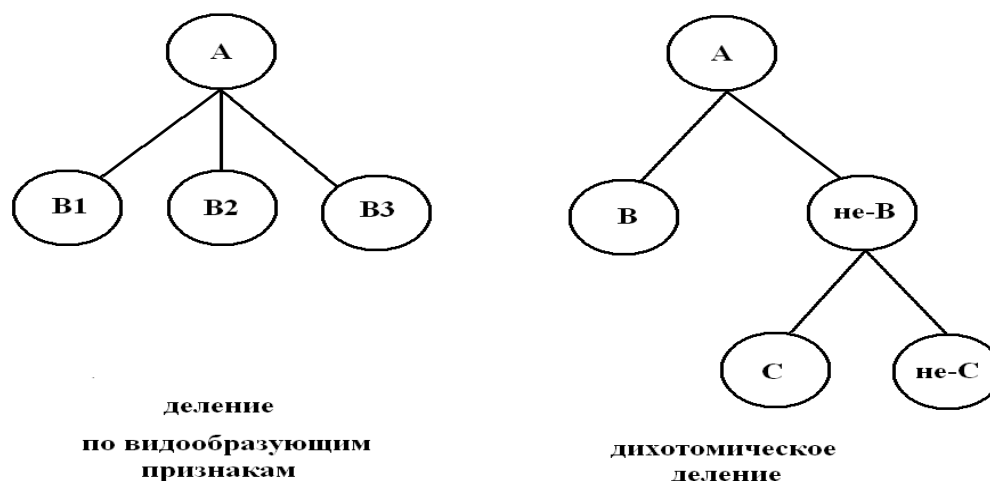 A
B1
B2
B3
деление
по видообразующим
признакам
A
B
не-B
C
не-C
дихотомическое
деление